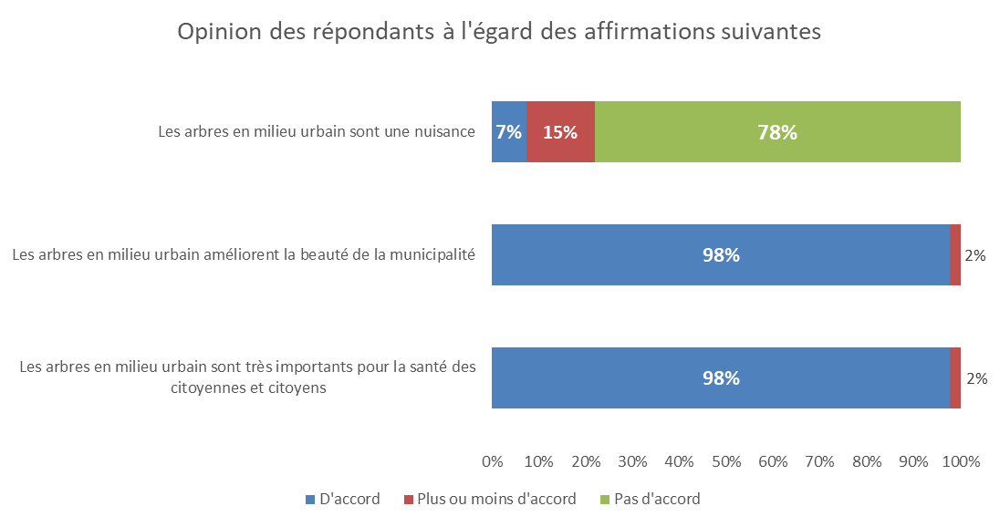 Opinion des répondants à l'égard des affirmations suivantes
Les arbres en milieu urbain sont une nuisance
7%
15%
78%
Les arbres en milieu urbain améliorent la beauté de la municipalité
98%
2%
Les arbres en milieu urbain sont très importants pour la santé des
citoyennes et citoyens
98%
2%
0% 10% 20% 30% 40% 50% 60% 70% 80% 90% 100%
D'accord Plus ou moins d'accord Pas d'accord